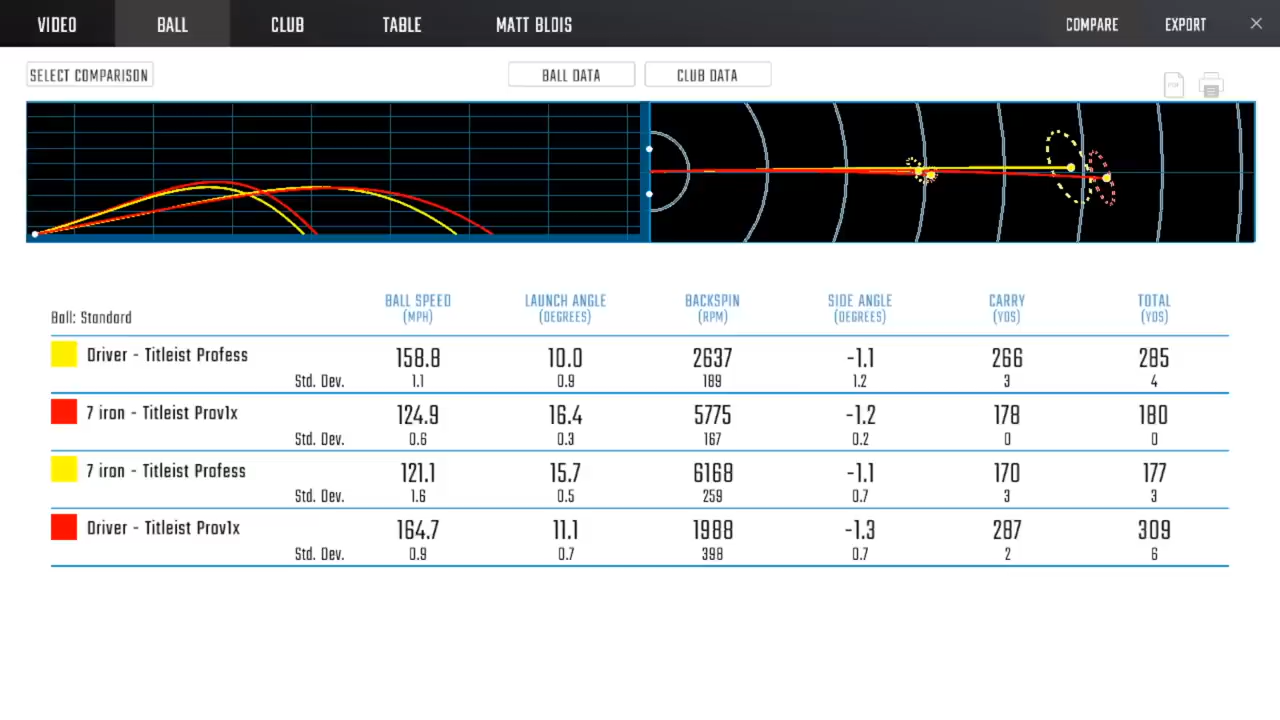 VIDEO BALL CLUB TABLE MATT BLOIS COMPARE EXPORT ×
SELECT COMPARISON BALL DATA CLUB DATA
Ball: Standard BALL SPEED (MPH) LAUNCH ANGLE (DEGREES) BACKSPIN (RPM) SIDE ANGLE (DEGREES) CARRY (YDS) TOTAL (YDS)
Driver - Titleist Profess 158.8 10.0 2637 -1.1 266 285
Std. Dev. 1.1 0.9 189 1.2 3 4
7 iron - Titleist Prov1x 124.9 16.4 5775 -1.2 178 180
Std. Dev. 0.6 0.3 167 0.2 0 0
7 iron - Titleist Profess 121.1 15.7 6168 -1.1 170 177
Std. Dev. 1.6 0.5 259 0.7 3 3
Driver - Titleist Prov1x 164.7 11.1 1988 -1.3 287 309
Std. Dev. 0.9 0.7 398 0.7 2 6